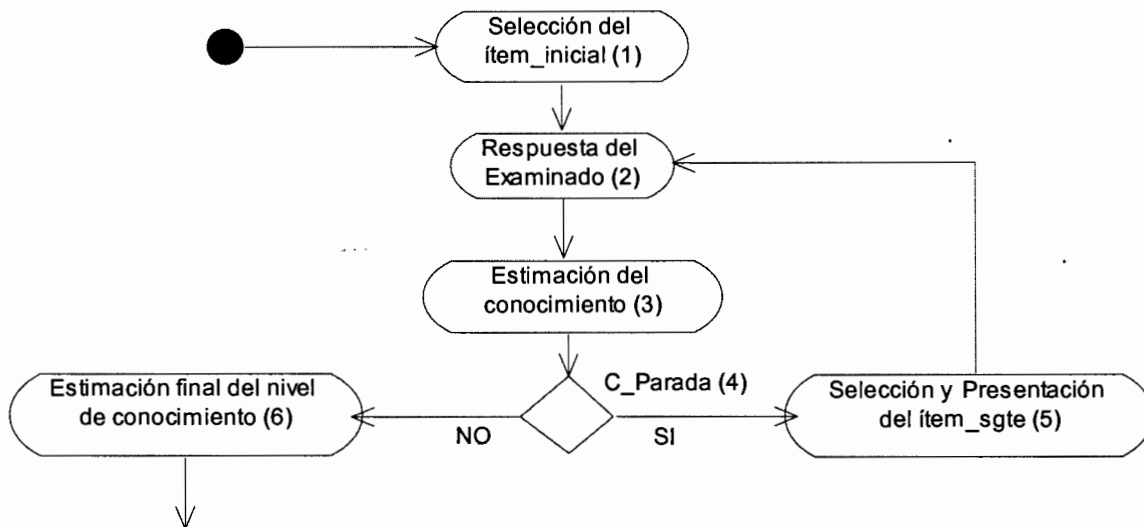 Selección del
ítem_inicial (1)
Respuesta del
Examinado (2)
Estimación del
conocimiento (3)
C_Parada (4)
Estimación final del nivel
de conocimiento (6)
Selección y Presentación
del ítem_sgte (5)
NO
SI